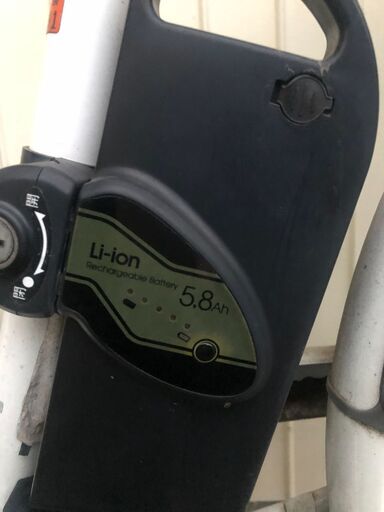 Li-ion
Rechargeable Battery
5.8Ah